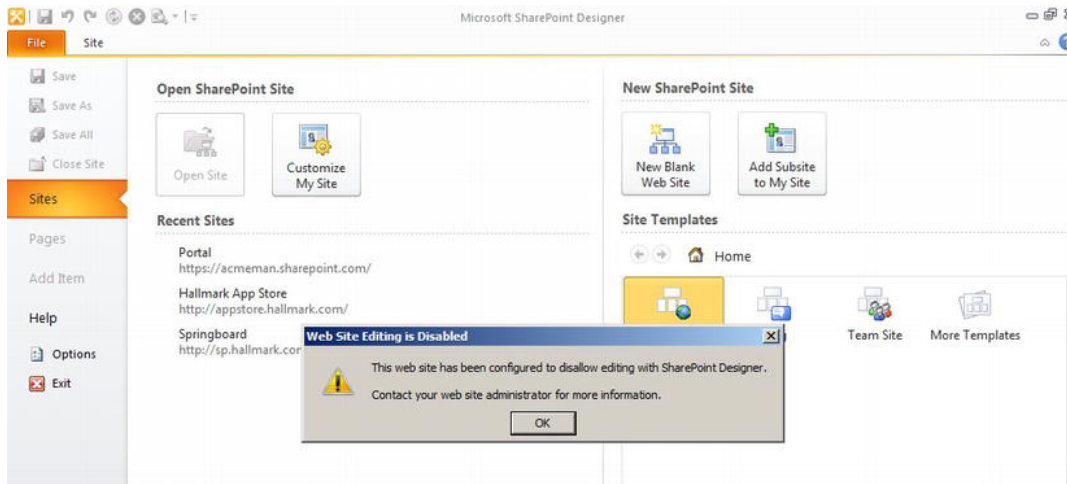 Microsoft SharePoint Designer
File Site
Save
Save As
Save All
Close Site
Sites
Pages
Add Item
Help
Options
Exit
Open SharePoint Site
Open Site
Customize
My Site
Recent Sites
Portal
https://acmeman.sharepoint.com/
Hallmark App Store
http://appstore.hallmark.com/
Springboard
New SharePoint Site
New Blank
Web Site
Add Subsite
to My Site
Site Templates
Home
Team Site
More Templates
Web Site Editing is Disabled
This web site has been configured to disallow editing with SharePoint Designer.
Contact your web site administrator for more information.
OK